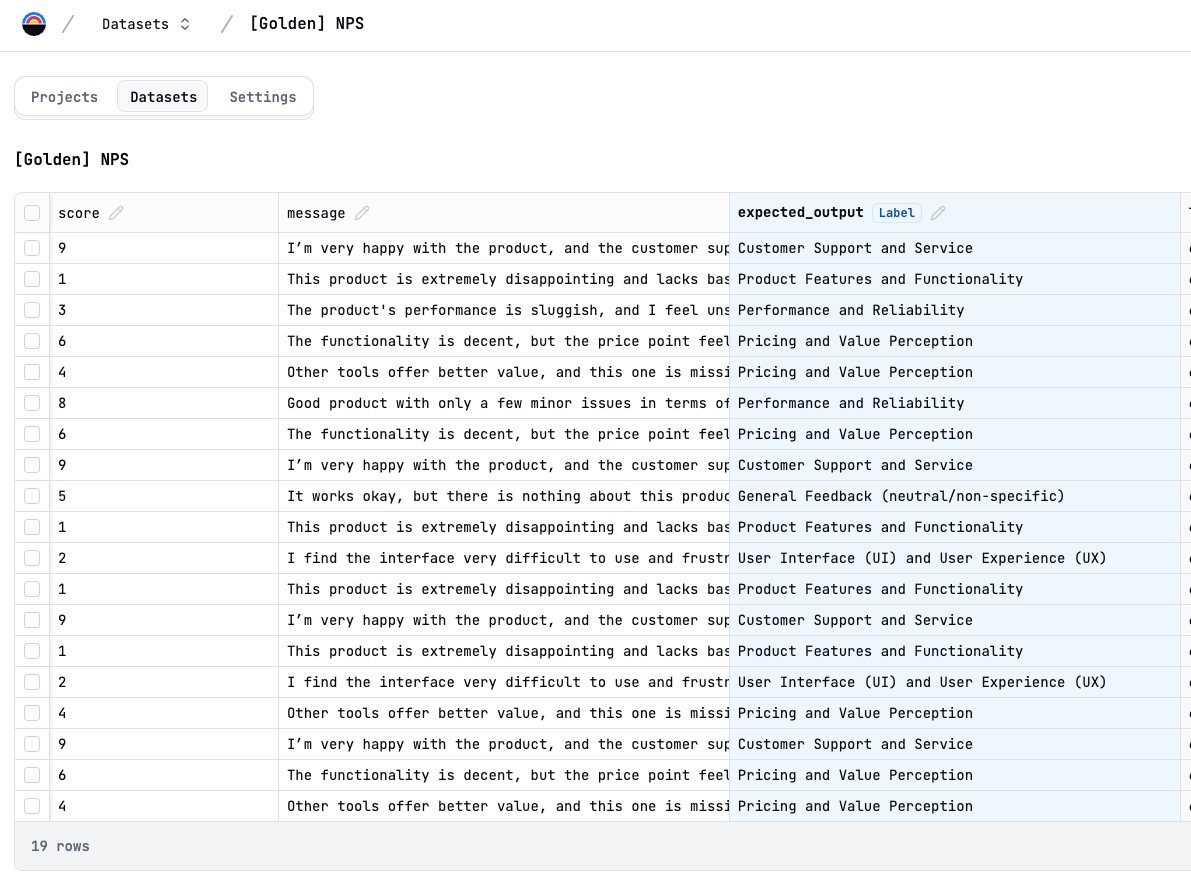 Datasets / [Golden] NPS
Projects Datasets Settings
[Golden] NPS
score message expected_output Label
9 I’m very happy with the product, and the customer sup Customer Support and Service
1 This product is extremely disappointing and lacks bas Product Features and Functionality
3 The product's performance is sluggish, and I feel uns Performance and Reliability
6 The functionality is decent, but the price point feel Pricing and Value Perception
4 Other tools offer better value, and this one is missi Pricing and Value Perception
8 Good product with only a few minor issues in terms of Performance and Reliability
6 The functionality is decent, but the price point feel Pricing and Value Perception
9 I’m very happy with the product, and the customer sup Customer Support and Service
5 It works okay, but there is nothing about this produc General Feedback (neutral/non-specific)
1 This product is extremely disappointing and lacks bas Product Features and Functionality
2 I find the interface very difficult to use and frustr User Interface (UI) and User Experience (UX)
1 This product is extremely disappointing and lacks bas Product Features and Functionality
9 I’m very happy with the product, and the customer sup Customer Support and Service
1 This product is extremely disappointing and lacks bas Product Features and Functionality
2 I find the interface very difficult to use and frustr User Interface (UI) and User Experience (UX)
4 Other tools offer better value, and this one is missi Pricing and Value Perception
9 I’m very happy with the product, and the customer sup Customer Support and Service
6 The functionality is decent, but the price point feel Pricing and Value Perception
4 Other tools offer better value, and this one is missi Pricing and Value Perception
19 rows